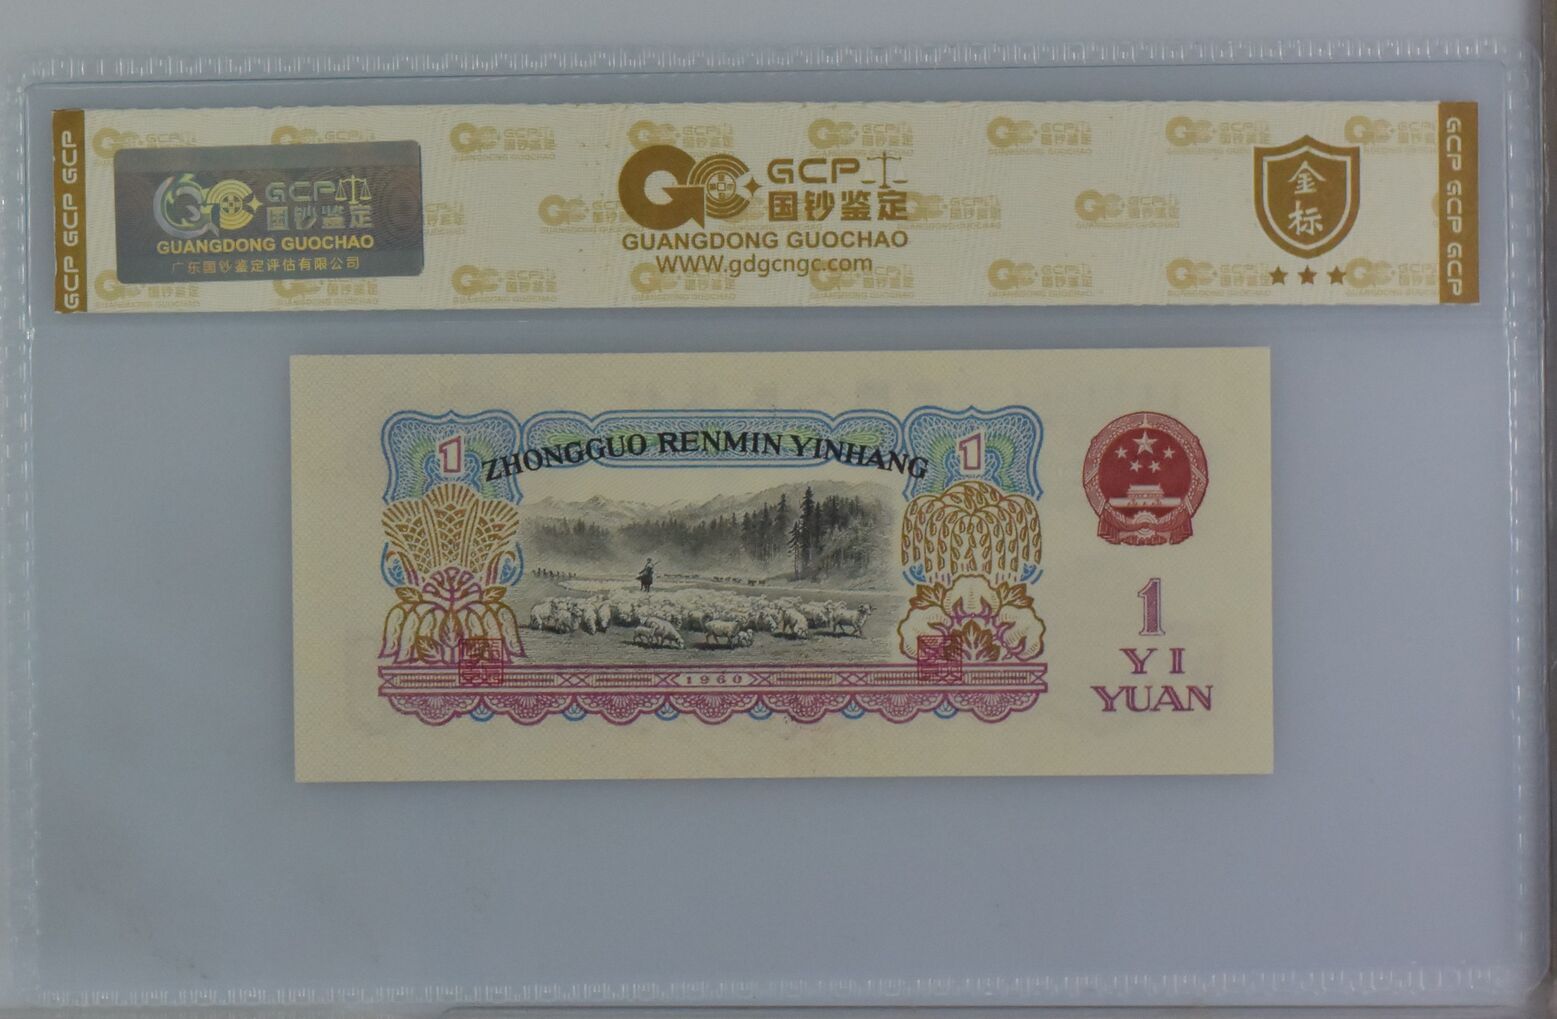 GCP GCP GCP
GCP
国钞鉴定
GUANGDONG GUOCHAO
广东国钞鉴定评估有限公司
GCP
国钞鉴定
GUANGDONG GUOCHAO
www.gdgcngc.com
金
标
GCP GCP GCP
1
ZHONGGUO RENMIN YINHANG
1
1960
1
YI
YUAN